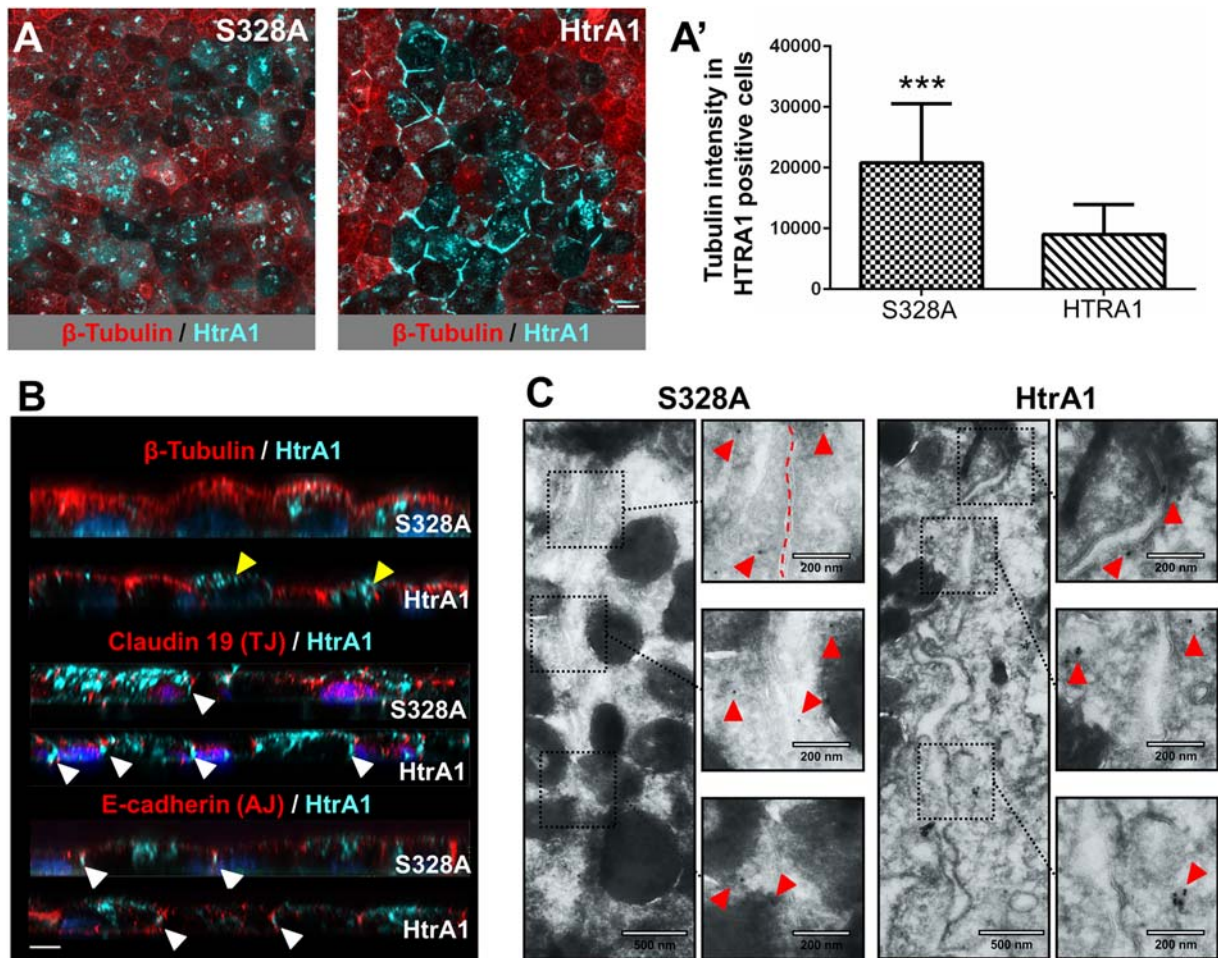 A
S328A
HtrA1
β-Tubulin / HtrA1
β-Tubulin / HtrA1
A'
Tubulin intensity in
HTRA1 positive cells
40000
30000
20000
10000
0
***
S328A
HTRA1
B
β-Tubulin / HtrA1
S328A
HtrA1
Claudin 19 (TJ) / HtrA1
S328A
HtrA1
E-cadherin (AJ) / HtrA1
S328A
HtrA1
C
S328A
HtrA1
200 nm
200 nm
200 nm
200 nm
500 nm
200 nm
500 nm
200 nm